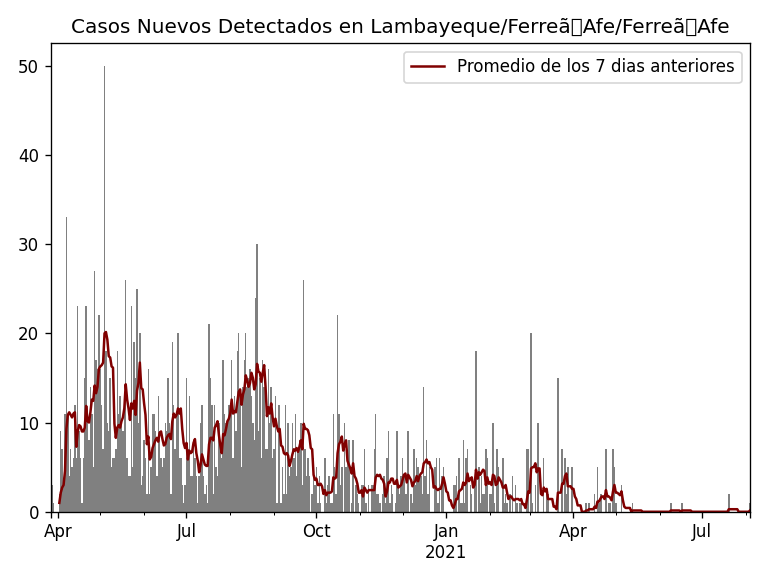 Casos Nuevos Detectados en Lambayeque/Ferreã▯Afe/Ferreã▯Afe
Promedio de los 7 dias anteriores
50
40
30
20
10
0
Apr Jul Oct Jan Apr Jul
2021